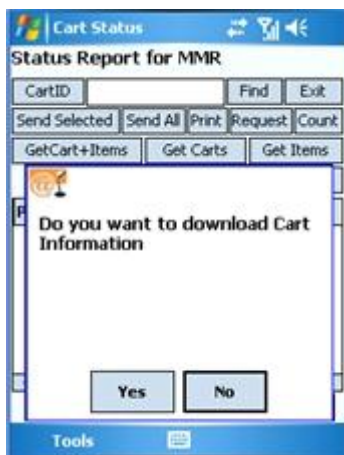 Cart Status
Status Report for MMR
CartID Find Exit
Send Selected Send All Print Request Count
GetCart+Items Get Carts Get Items
Do you want to download Cart
Information
Yes No
Tools